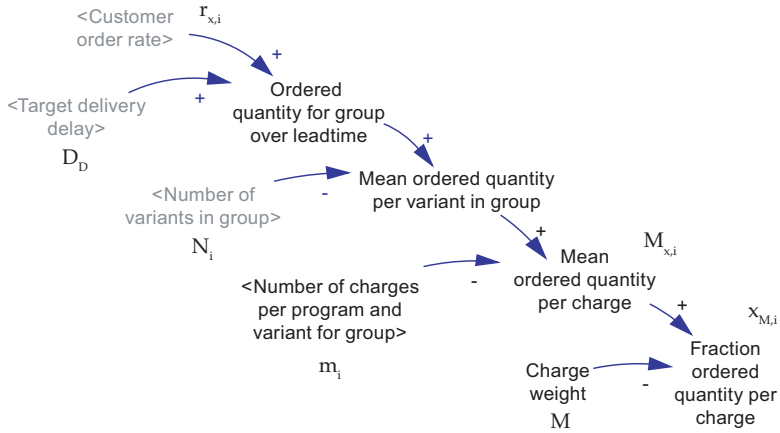 <Customer
order rate>
r x,i
+
Ordered
quantity for group
over leadtime
<Target delivery
delay>
+
D D
+
Mean ordered quantity
per variant in group
<Number of
variants in group>
-
N i
+
Mean
ordered quantity
per charge
M x,i
<Number of charges
per program and
variant for group>
-
m i
+
x M,i
Fraction
ordered
quantity per
charge
Charge
weight
-
M